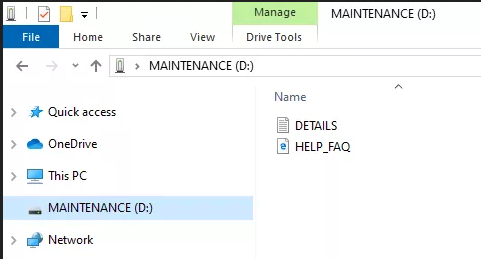 Manage
MAINTENANCE (D:)
File
Home
Share
View
Drive Tools
MAINTENANCE (D:)
Quick access
OneDrive
This PC
MAINTENANCE (D:)
Network
Name
DETAILS
HELP_FAQ